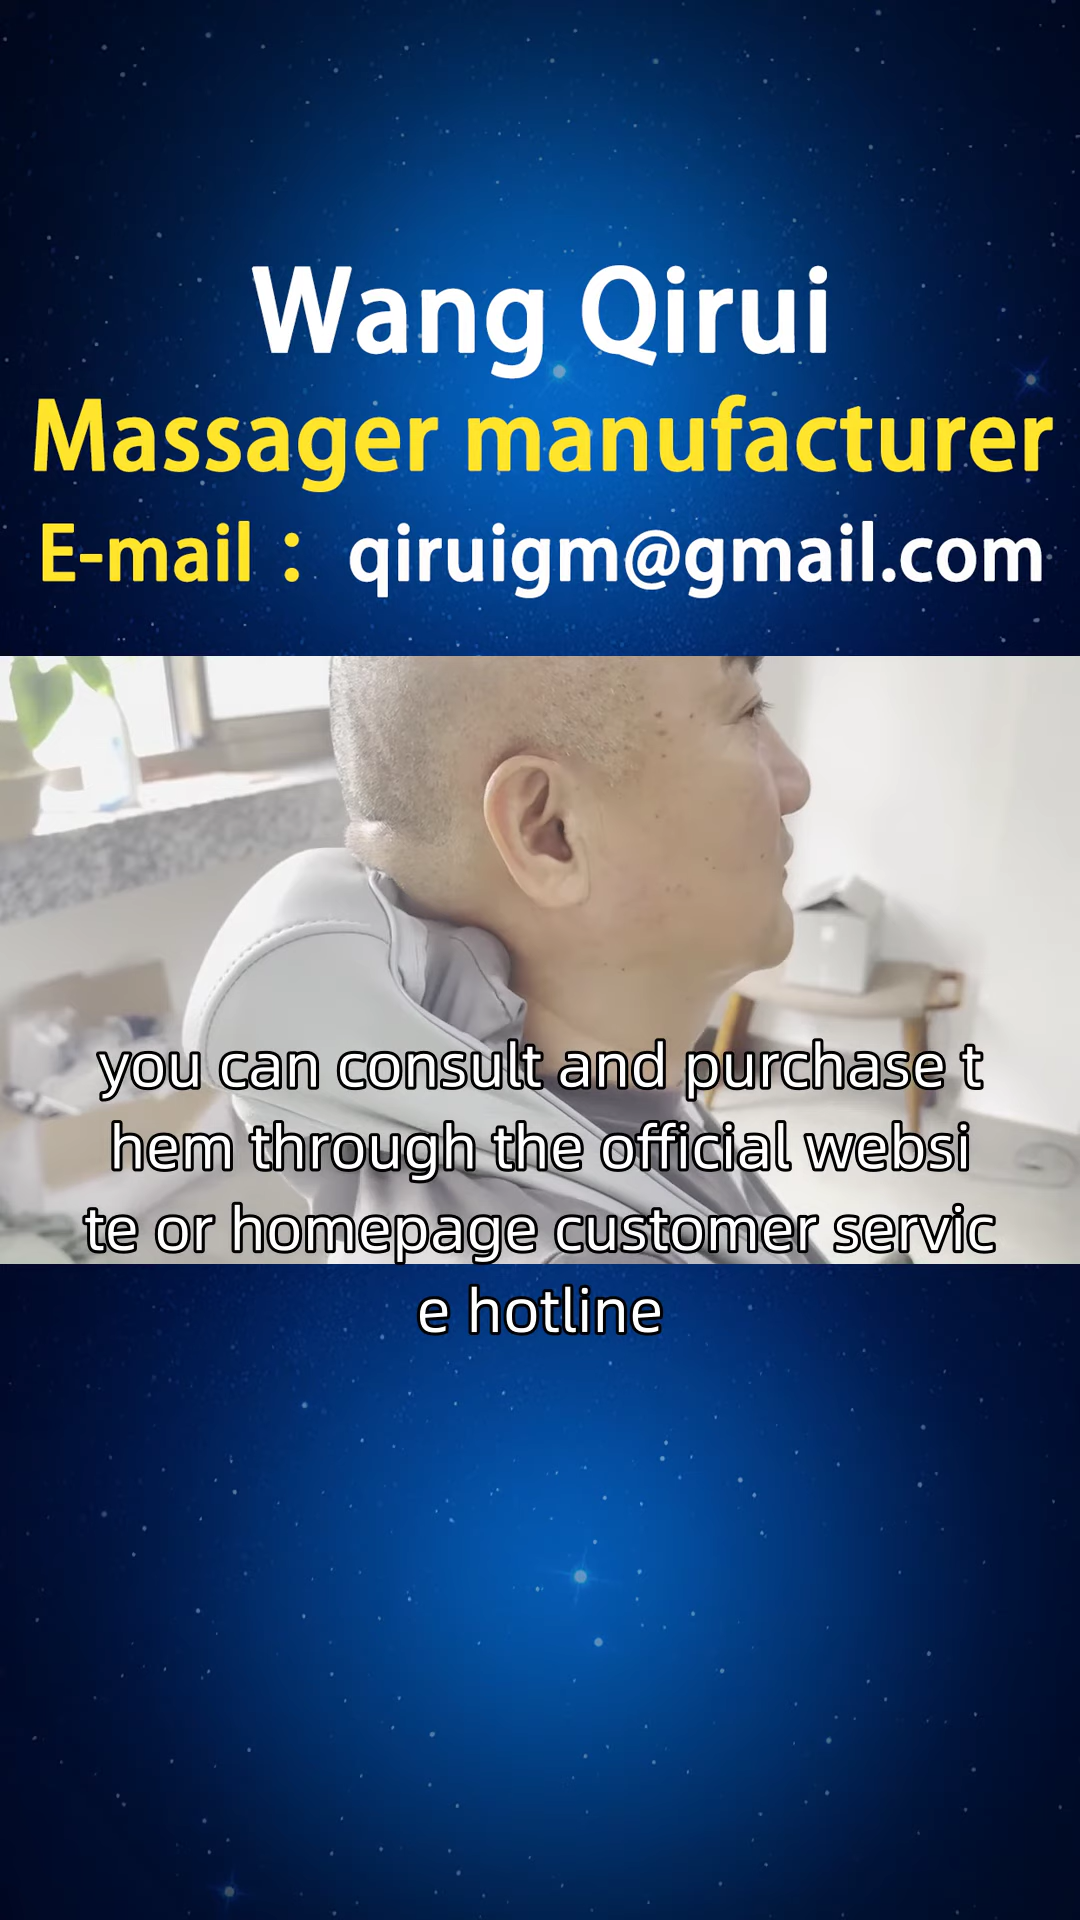 Wang Qirui
Massager manufacturer
E-mail： qiruigm@gmail.com
you can consult and purchase t
hem through the official websi
te or homepage customer servic
e hotline